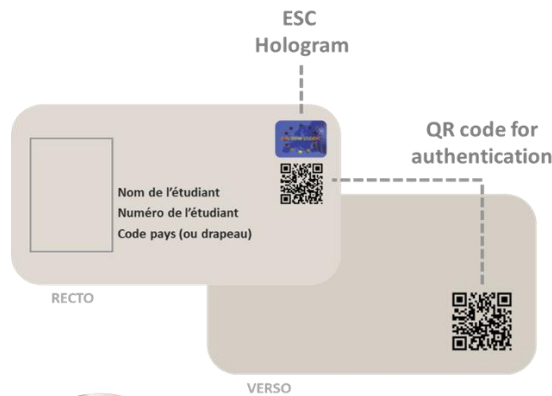 ESC
Hologram
QR code for
authentication
Nom de l'étudiant
Numéro de l'étudiant
Code pays (ou drapeau)
RECTO
VERSO